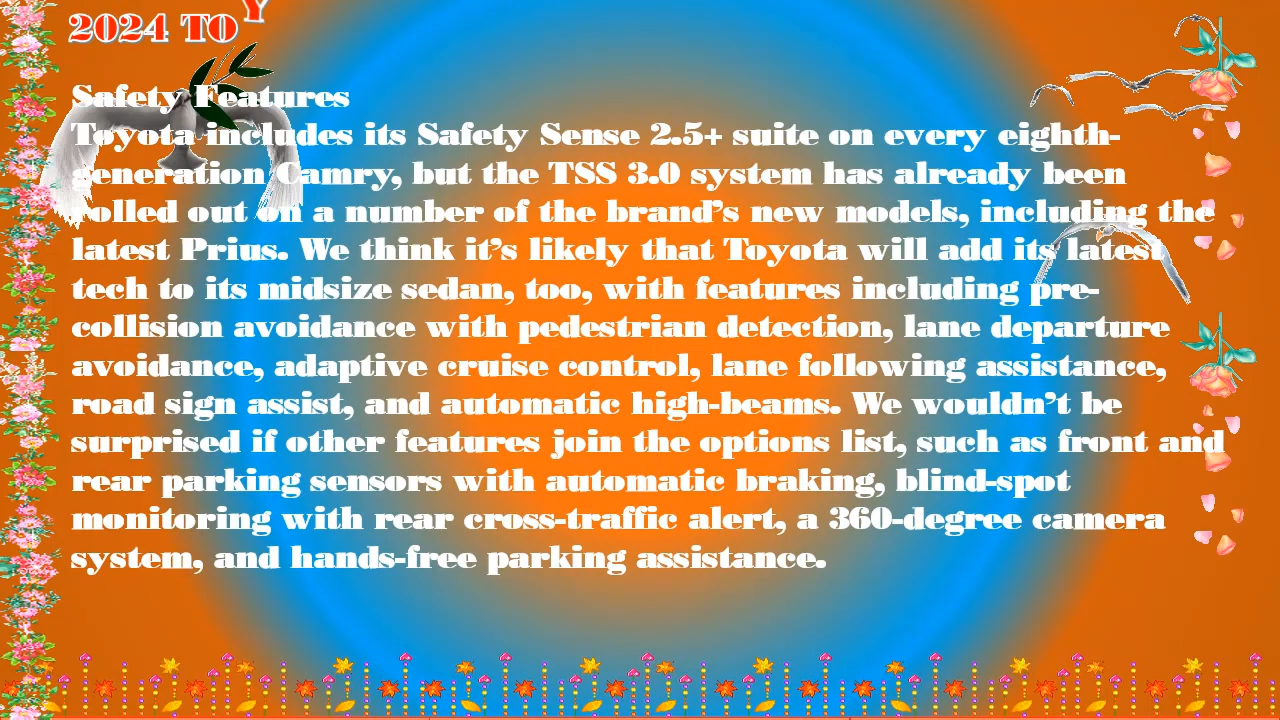 2024 TOY
Safety Features
Toyota includes its Safety Sense 2.5+ suite on every eighth-
generation Camry, but the TSS 3.0 system has already been
rolled out on a number of the brand's new models, including the
latest Prius. We think it's likely that Toyota will add its latest
tech to its midsize sedan, too, with features including pre-
collision avoidance with pedestrian detection, lane departure
avoidance, adaptive cruise control, lane following assistance,
road sign assist, and automatic high-beams. We wouldn't be
surprised if other features join the options list, such as front and
rear parking sensors with automatic braking, blind-spot
monitoring with rear cross-traffic alert, a 360-degree camera
system, and hands-free parking assistance.